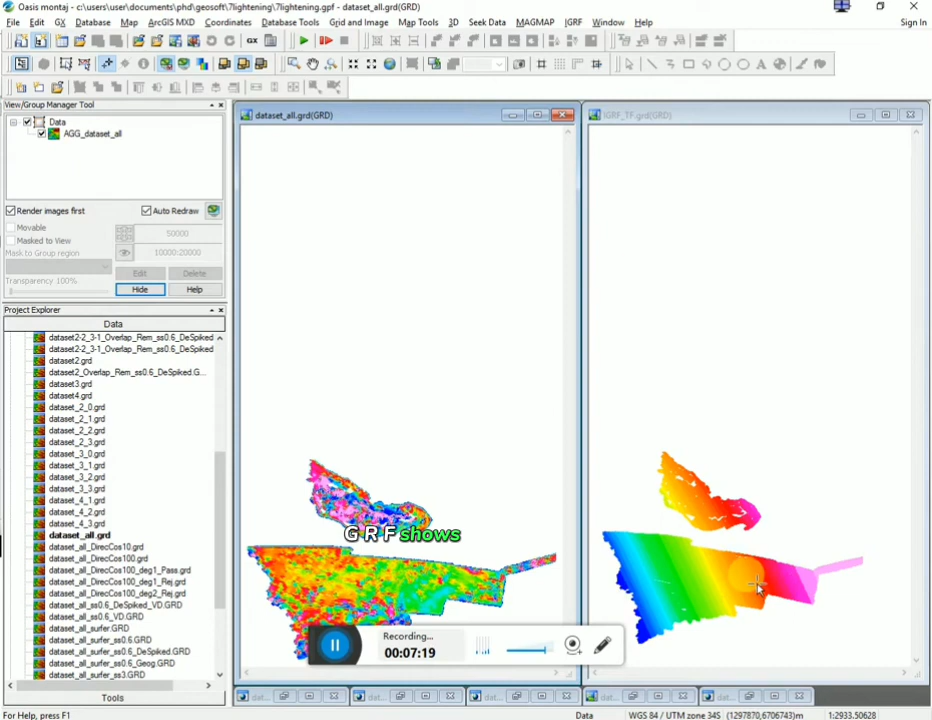 Oasis montaj - c:\users\user\documents\phd\geosoft\7lightening\7lightening.gpf - dataset_all.grd(GRD)
File Edit GX Database Map ArcGIS MXD Coordinates Database Tools Grid and Image Map Tools 3D Seek Data MAGMAP IGRF Window Help Sign In
View/Group Manager Tool
Data
AGG_dataset_all
Render images first Auto Redraw
Movable 50000
Masked to View
Mask to Group region 10000:20000
Edit Delete
Transparency 100%
Hide Help
Project Explorer
Data
dataset2-2_3-1_Overlap_Rem_ss0.6_DeSpiked
dataset2-2_3-1_Overlap_Rem_ss0.6_DeSpiked
dataset2.grd
dataset2_Overlap_Rem_ss0.6_DeSpiked.G...
dataset3.grd
dataset4.grd
dataset_2_0.grd
dataset_2_1.grd
dataset_2_2.grd
dataset_2_3.grd
dataset_3_0.grd
dataset_3_1.grd
dataset_3_2.grd
dataset_3_3.grd
dataset_4_1.grd
dataset_4_2.grd
dataset_4_3.grd
dataset_all.grd
dataset_all_DirecCos10.grd
dataset_all_DirecCos100.grd
dataset_all_DirecCos100_deg1_Pass.grd
dataset_all_DirecCos100_deg1_Rej.grd
dataset_all_DirecCos100_deg2_Rej.grd
dataset_all_ss0.6_DeSpiked_VD.GRD
dataset_all_ss0.6_VD.GRD
dataset_all_surfer.GRD
dataset_all_surfer_ss0.6.GRD
dataset_all_surfer_ss0.6_DeSpiked.GRD
dataset_all_surfer_ss0.6_Geog.GRD
dataset_all_surfer_ss3.GRD
Tools
dataset_all.grd(GRD)
IGRF_TF.grd(GRD)
G R F shows
Recording...
00:07:19
dat... dat... dat... dat... dat...
For Help, press F1 Data WGS 84 / UTM zone 34S (1297870,6706743)m 1:2933.50628